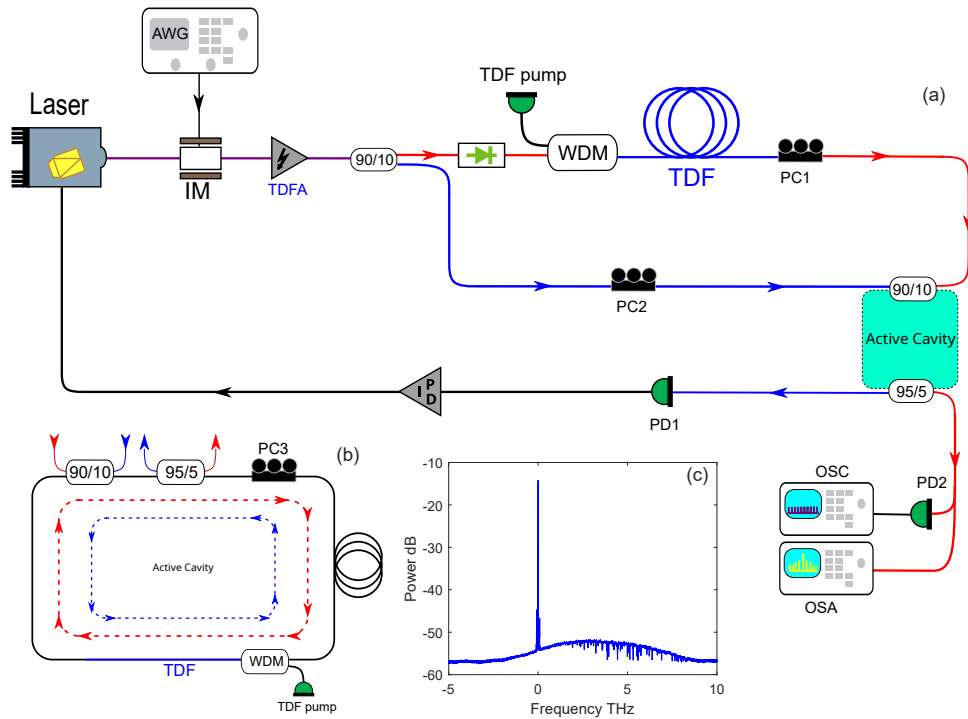 AWG
TDF pump
(a)
Laser
90/10
WDM
IM
TDFA
TDF
PC1
PC2
90/10
Active Cavity
95/5
I P D
PD1
PC3
(b)
90/10
95/5
Active Cavity
TDF
WDM
TDF pump
(c)
-10
-20
-30
-40
-50
-60
Power dB
-5
0
5
10
Frequency THz
OSC
PD2
OSA